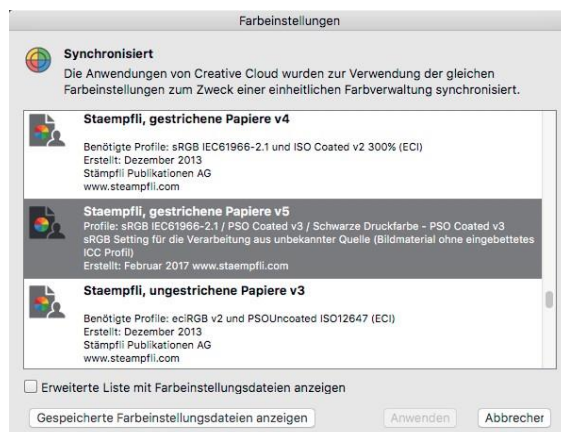 Farbeinstellungen
Synchronisiert
Die Anwendungen von Creative Cloud wurden zur Verwendung der gleichen
Farbeinstellungen zum Zweck einer einheitlichen Farbverwaltung synchronisiert.
Staempfli, gestrichene Papiere v4
Benötigte Profile: sRGB IEC61966-2.1 und ISO Coated v2 300% (ECI)
Erstellt: Dezember 2013
Stämpfli Publikationen AG
www.steampfli.com
Staempfli, gestrichene Papiere v5
Profile: sRGB IEC61966-2.1 / PSO Coated v3 / Schwarze Druckfarbe - PSO Coated v3
sRGB Setting für die Verarbeitung aus unbekannter Quelle (Bildmaterial ohne eingebettetes
ICC Profil)
Erstellt: Februar 2017 www.staempfli.com
Staempfli, ungestrichene Papiere v3
Benötigte Profile: eciRGB v2 und PSOUncoated ISO12647 (ECI)
Erstellt: Dezember 2013
Stämpfli Publikationen AG
www.staempfli.com
Erweiterte Liste mit Farbeinstellungsdateien anzeigen
Gespeicherte Farbeinstellungsdateien anzeigen Anwenden Abbrecher